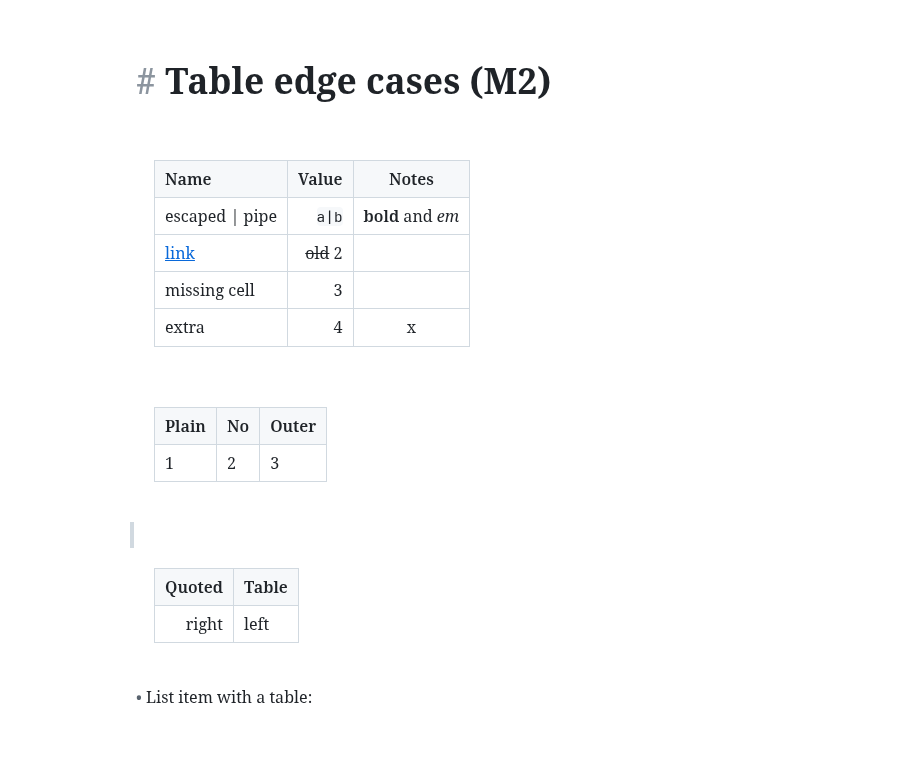 # Table edge cases (M2)
Name Value Notes
escaped | pipe a|b bold and em
link old 2
missing cell 3
extra 4 x
Plain No Outer
1 2 3
Quoted Table
right left
• List item with a table: